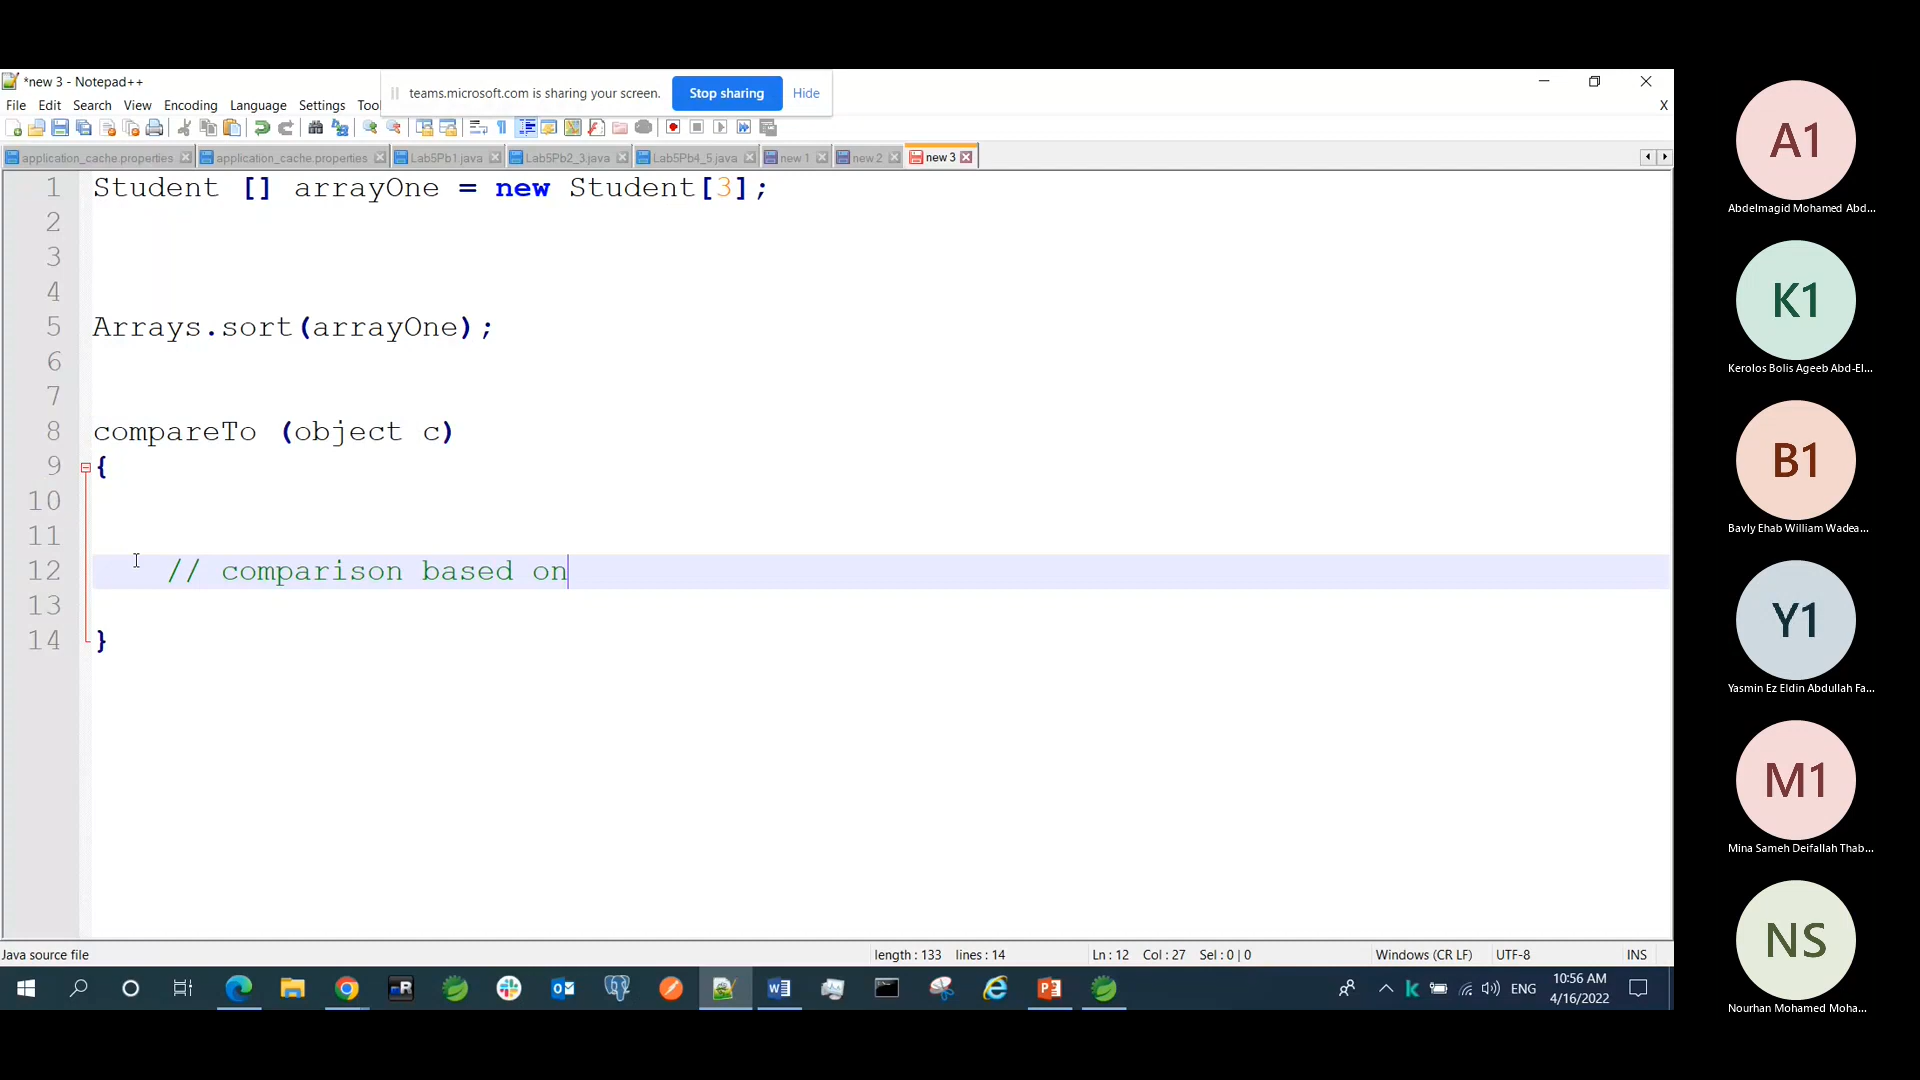 *new 3 - Notepad++
teams.microsoft.com is sharing your screen. Stop sharing Hide
File Edit Search View Encoding Language Settings Tool
X
application_cache.properties application_cache.properties Lab5Pb1.java Lab5Pb2_3.java Lab5Pb4_5.java new 1 new 2 new 3
1 Student [] arrayOne = new Student[3];
2
3
4
5 Arrays.sort(arrayOne);
6
7
8 compareTo (object c)
9 {
10
11
12 // comparison based on
13
14 }
Java source file length : 133 lines : 14 Ln : 12 Col : 27 Sel : 0 | 0 Windows (CR LF) UTF-8 INS
ENG 10:56 AM
4/16/2022
A1
Abdelmagid Mohamed Abd...
K1
Kerolos Bolis Ageeb Abd-El...
B1
Bavly Ehab William Wadea...
Y1
Yasmin Ez Eldin Abdullah Fa...
M1
Mina Sameh Deifallah Thab...
NS
Nourhan Mohamed Moha...